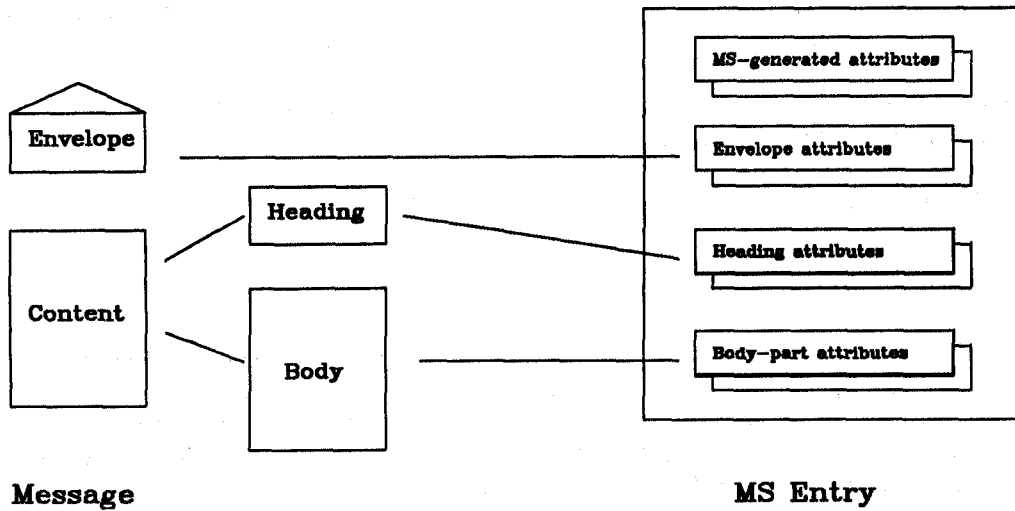 MS-generated attributes
Envelope
Envelope attributes
Heading
Heading attributes
Content
Body
Body-part attributes
Message
MS Entry